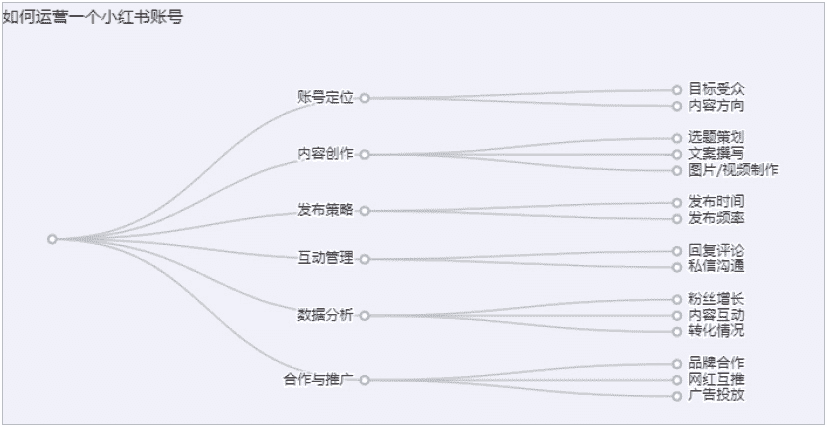 如何运营一个小红书账号
账号定位
目标受众
内容方向
内容创作
选题策划
文案撰写
图片/视频制作
发布策略
发布时间
发布频率
互动管理
回复评论
私信沟通
数据分析
粉丝增长
内容互动
转化情况
合作与推广
品牌合作
网红互推
广告投放